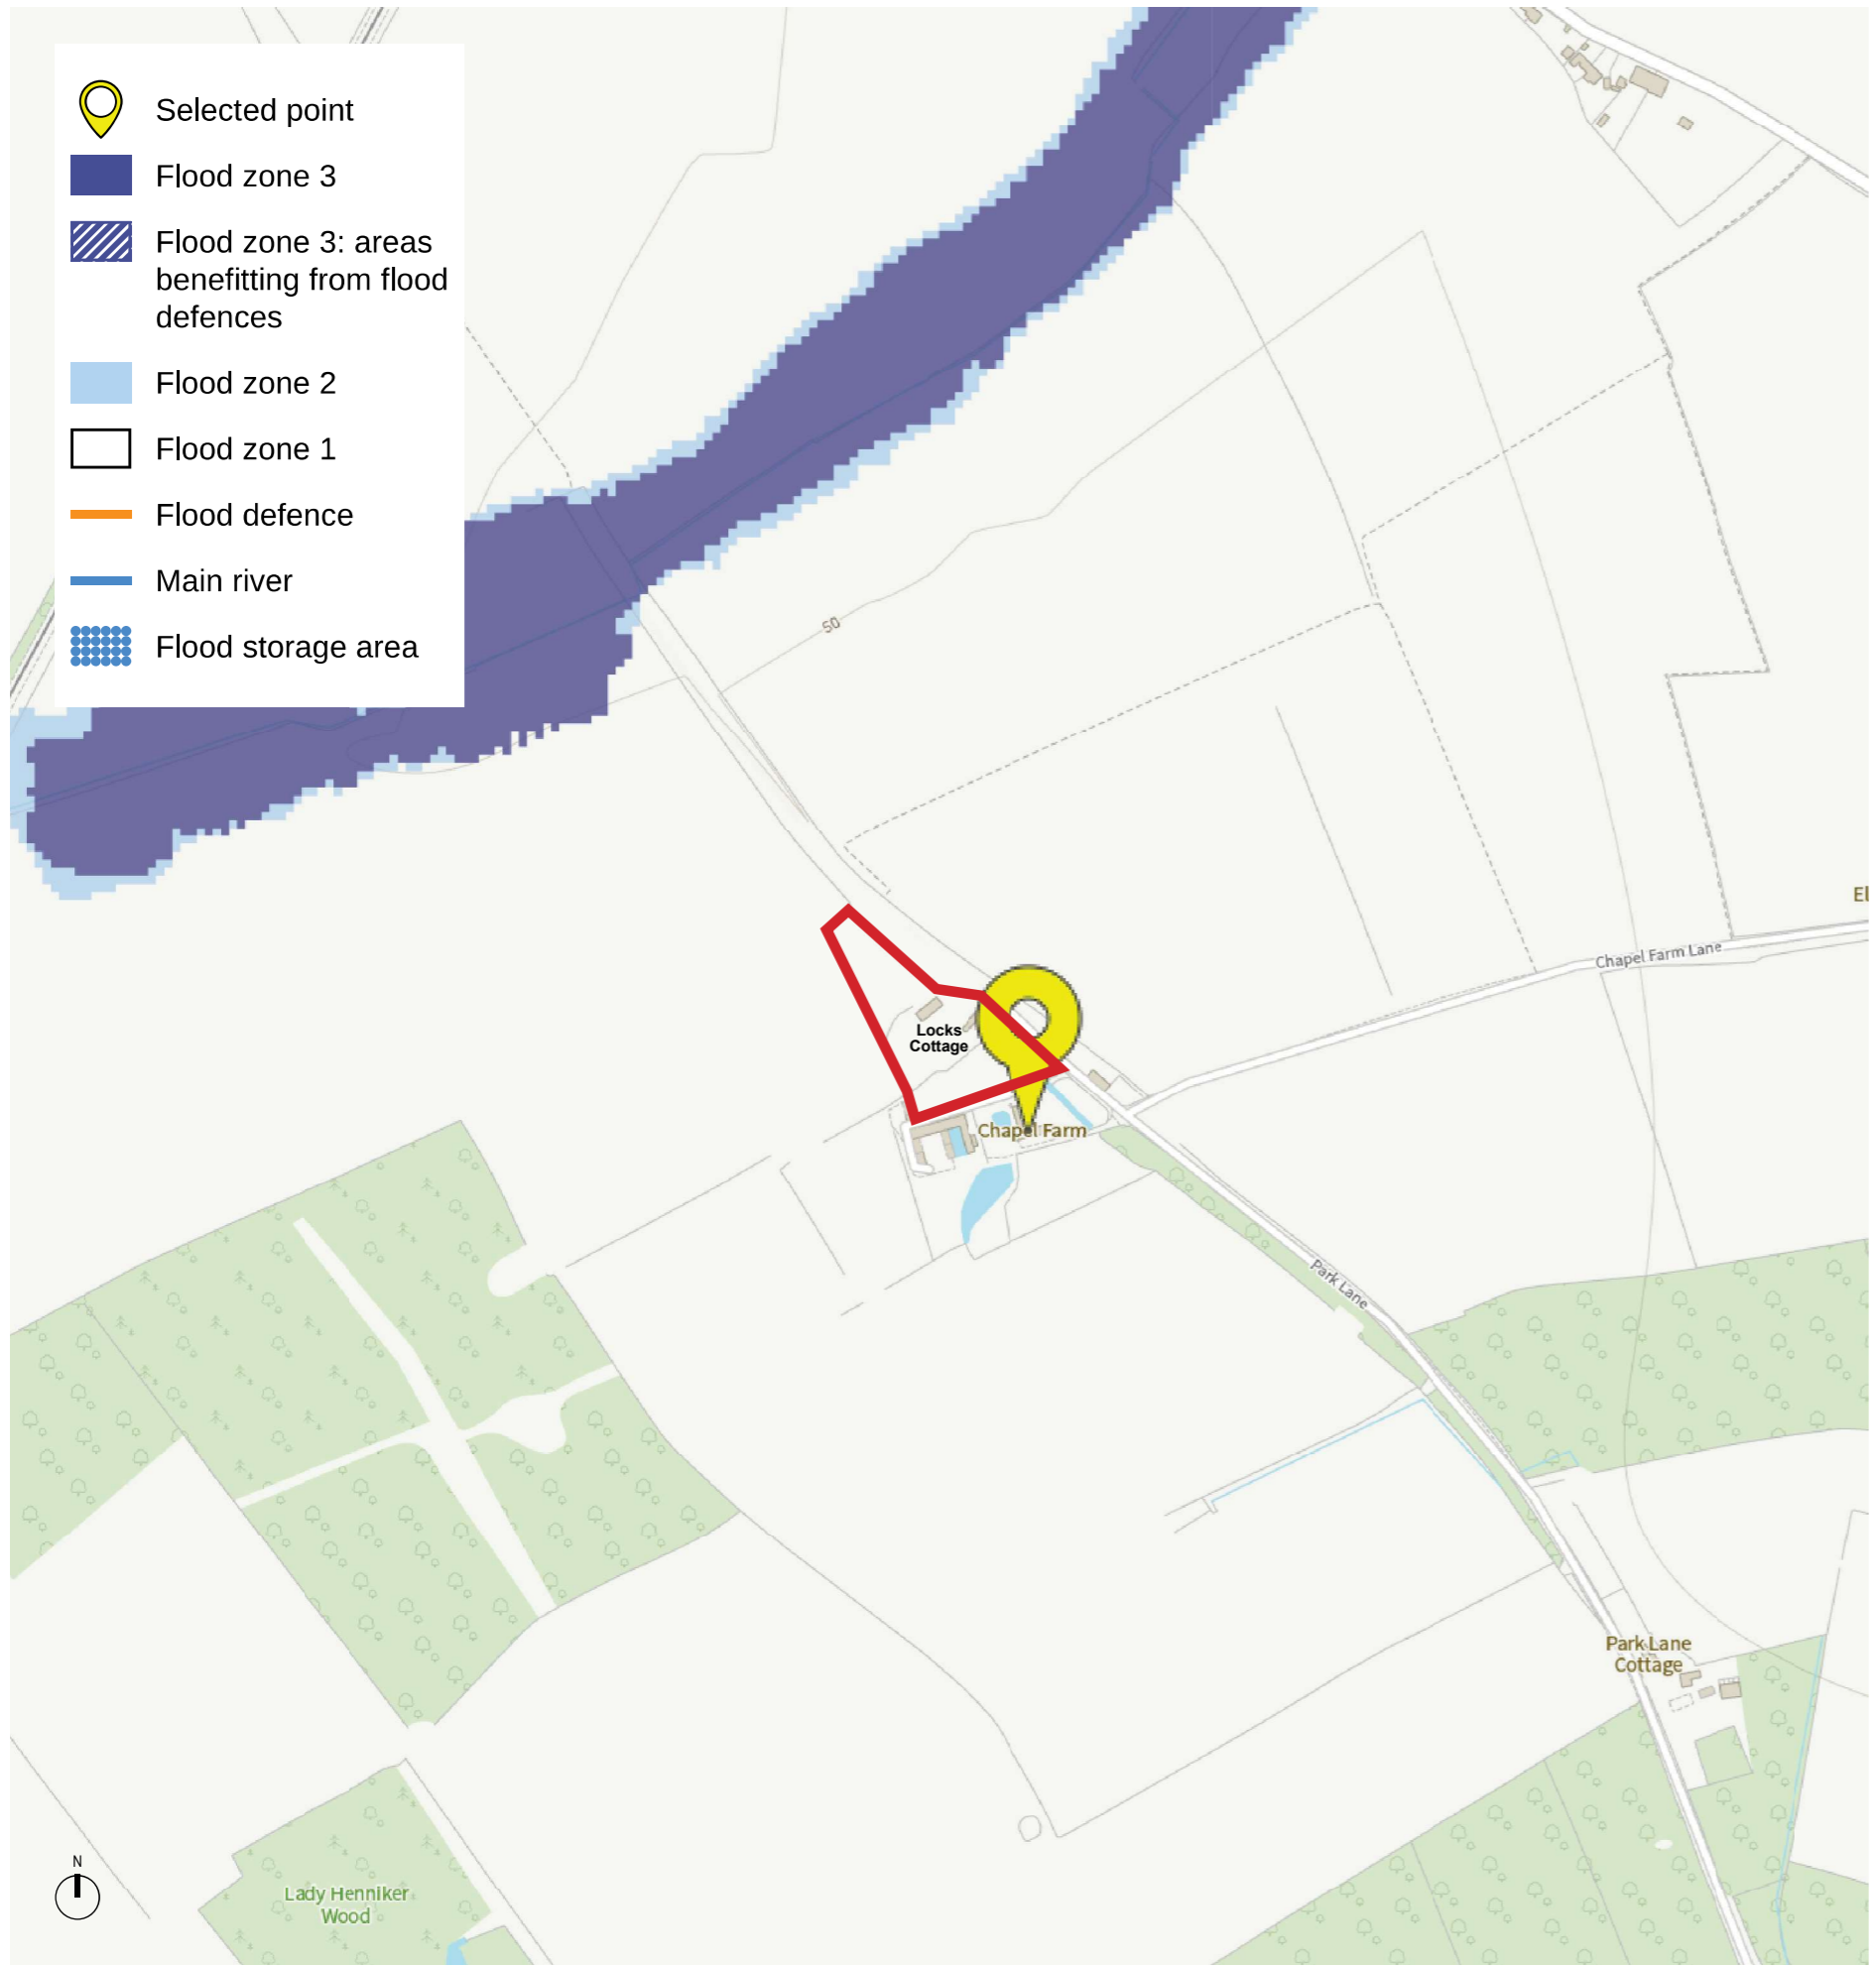 Selected point
Flood zone 3
Flood zone 3: areas
benefitting from flood
defences
Flood zone 2
Flood zone 1
Flood defence
Main river
Flood storage area
50
El
Chapel Farm Lane
Locks
Cottage
Chapel Farm
Park Lane
Park Lane
Cottage
N
Lady Henniker
Wood